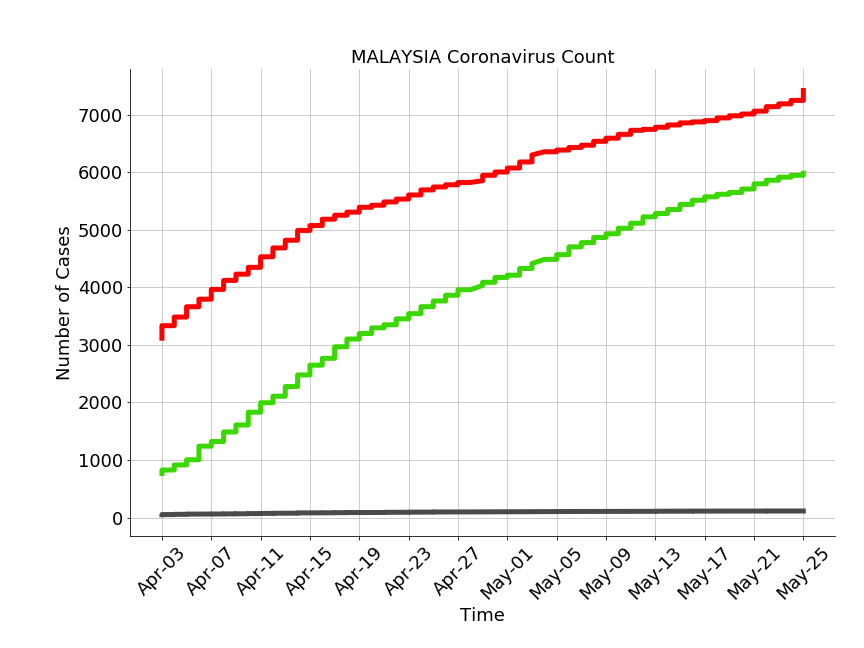 MALAYSIA Coronavirus Count
7000
6000
5000
4000
3000
2000
1000
0
Number of Cases
Apr-03
Apr-07
Apr-11
Apr-15
Apr-19
Apr-23
Apr-27
May-01
May-05
May-09
May-13
May-17
May-21
May-25
Time